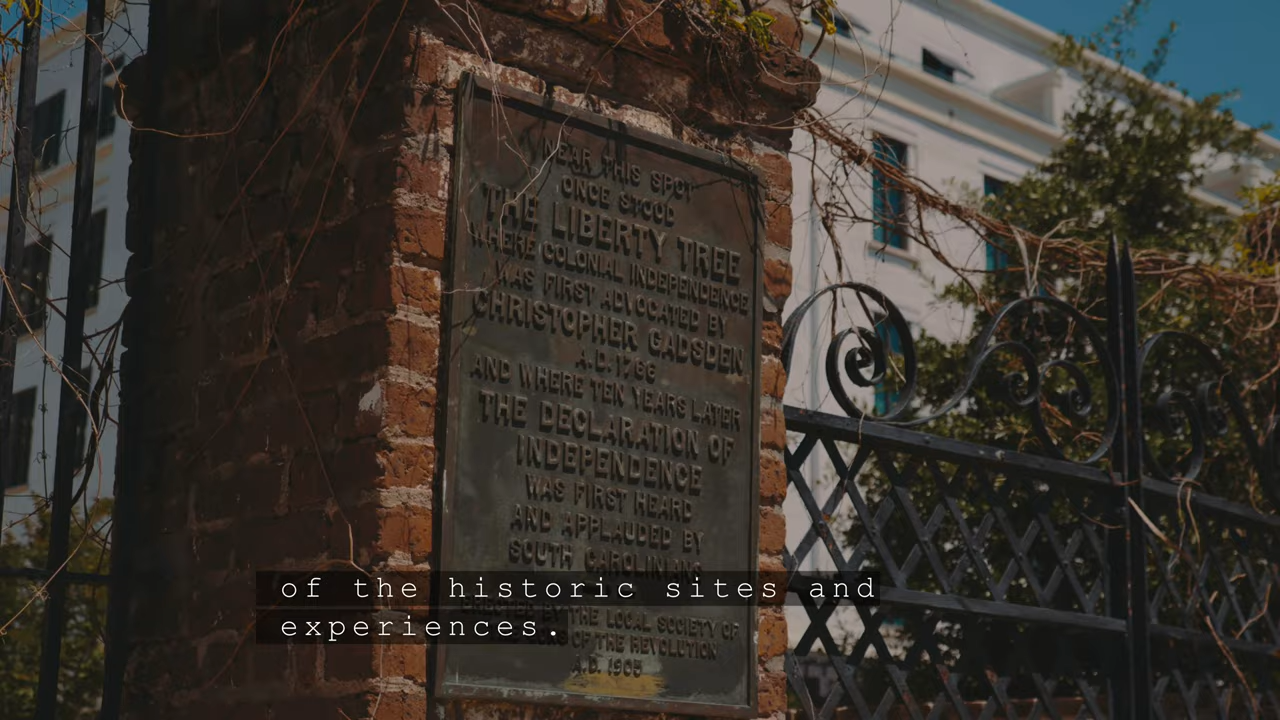 NEAR THIS SPOT
ONCE STOOD
THE LIBERTY TREE
WHERE COLONIAL INDEPENDENCE
WAS FIRST ADVOCATED BY
CHRISTOPHER GADSDEN
A.D. 1766
AND WHERE TEN YEARS LATER
THE DECLARATION OF
INDEPENDENCE
WAS FIRST HEARD
AND APPLAUDED BY
SOUTH CAROLINIANS
of the historic sites and
experiences.
BY THE LOCAL SOCIETY OF
OF THE REVOLUTION
A.D. 1905